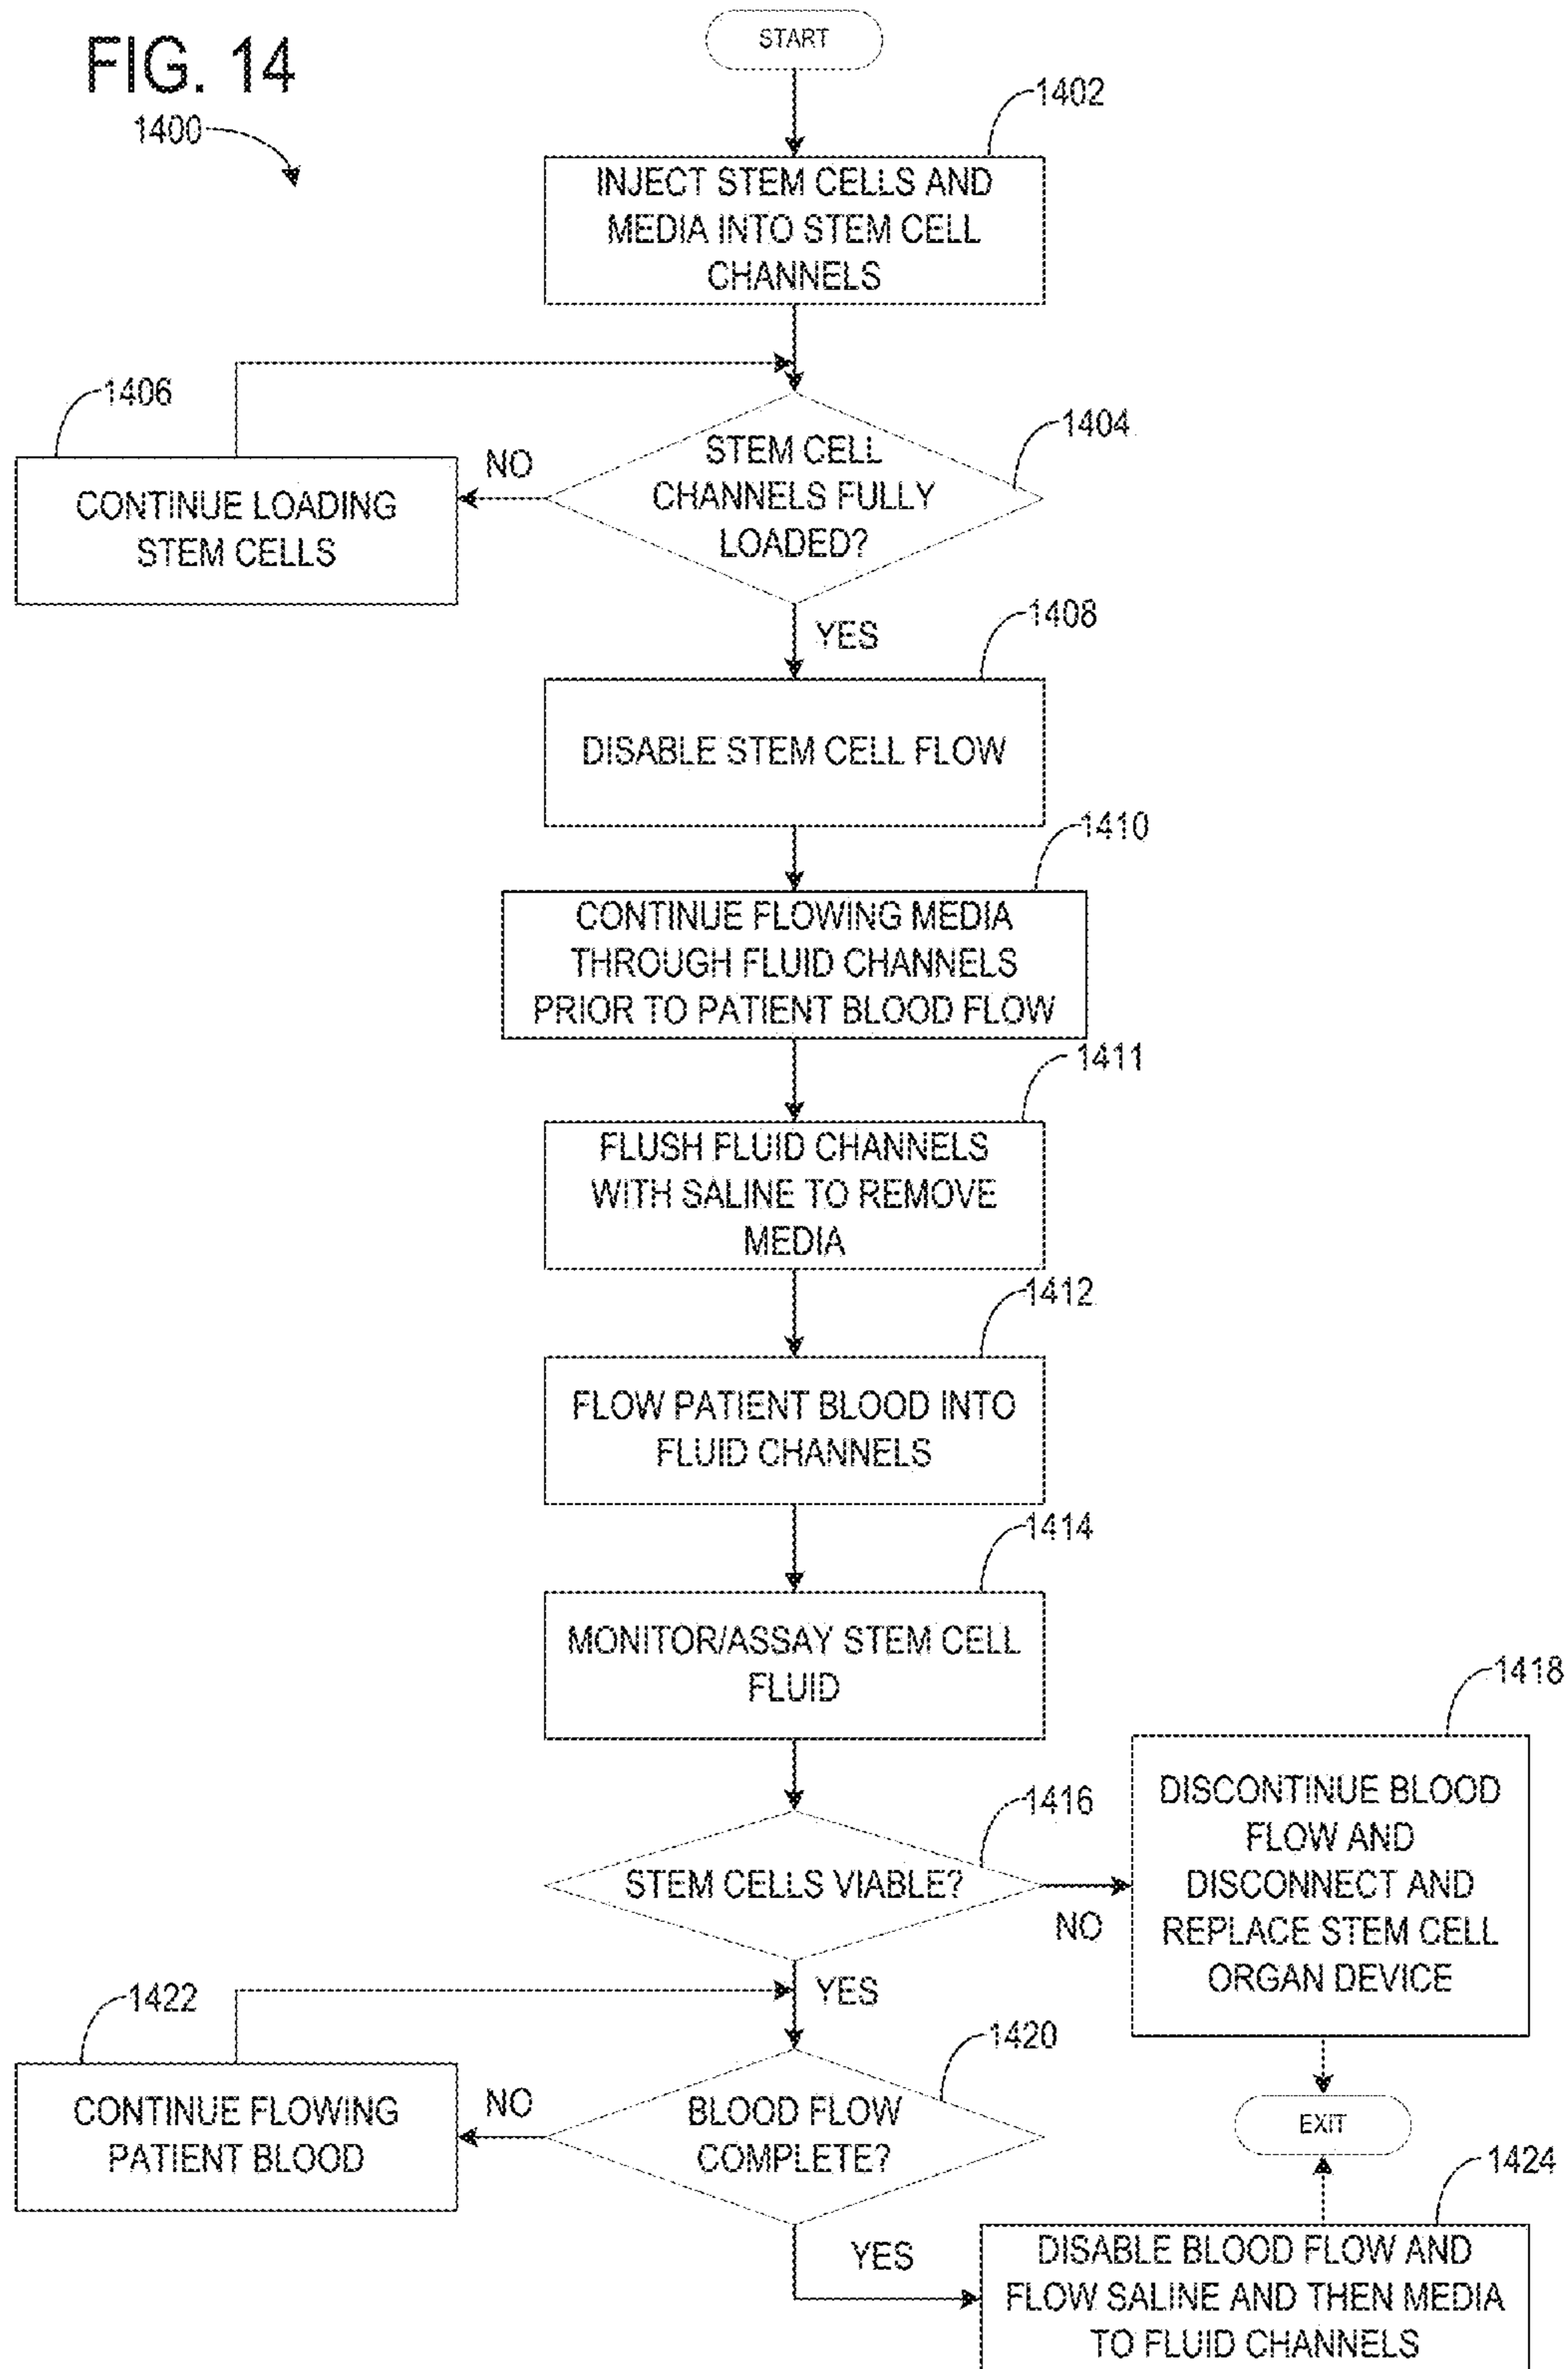 FIG. 14
1400
START
1402
INJECT STEM CELLS AND
MEDIA INTO STEM CELL
CHANNELS
1406
1404
STEM CELL
CHANNELS FULLY
LOADED?
NO
CONTINUE LOADING
STEM CELLS
YES
1408
DISABLE STEM CELL FLOW
1410
CONTINUE FLOWING MEDIA
THROUGH FLUID CHANNELS
PRIOR TO PATIENT BLOOD FLOW
1411
FLUSH FLUID CHANNELS
WITH SALINE TO REMOVE
MEDIA
1412
FLOW PATIENT BLOOD INTO
FLUID CHANNELS
1414
MONITOR/ASSAY STEM CELL
FLUID
1418
1416
STEM CELLS VIABLE?
NO
DISCONTINUE BLOOD
FLOW AND
DISCONNECT AND
REPLACE STEM CELL
ORGAN DEVICE
YES
1422
1420
BLOOD FLOW
COMPLETE?
NO
CONTINUE FLOWING
PATIENT BLOOD
EXIT
1424
YES
DISABLE BLOOD FLOW AND
FLOW SALINE AND THEN MEDIA
TO FLUID CHANNELS